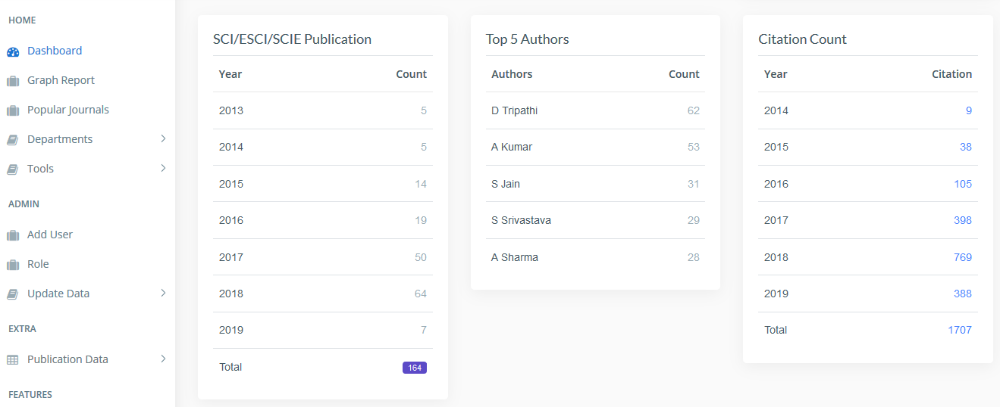 HOME
Dashboard
Graph Report
Popular Journals
Departments
Tools
ADMIN
Add User
Role
Update Data
EXTRA
Publication Data
FEATURES
SCI/ESCI/SCIE Publication
Year Count
2013 5
2014 5
2015 14
2016 19
2017 50
2018 64
2019 7
Total 164
Top 5 Authors
Authors Count
D Tripathi 62
A Kumar 53
S Jain 31
S Srivastava 29
A Sharma 28
Citation Count
Year Citation
2014 9
2015 38
2016 105
2017 398
2018 769
2019 388
Total 1707